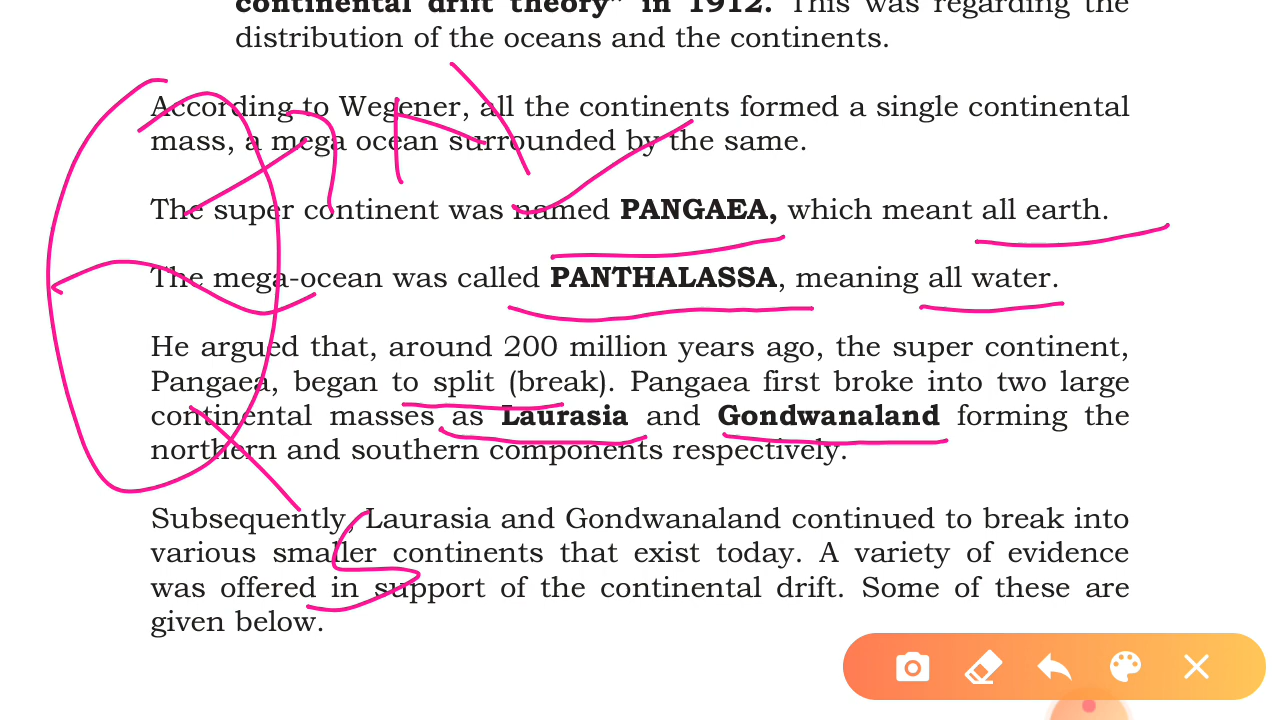 continental drift theory” in 1912. This was regarding the
distribution of the oceans and the continents.
According to Wegener, all the continents formed a single continental
mass, a mega ocean surrounded by the same.
The super continent was named PANGAEA, which meant all earth.
The mega-ocean was called PANTHALASSA, meaning all water.
He argued that, around 200 million years ago, the super continent,
Pangaea, began to split (break). Pangaea first broke into two large
continental masses as Laurasia and Gondwanaland forming the
northern and southern components respectively.
Subsequently, Laurasia and Gondwanaland continued to break into
various smaller continents that exist today. A variety of evidence
was offered in support of the continental drift. Some of these are
given below.